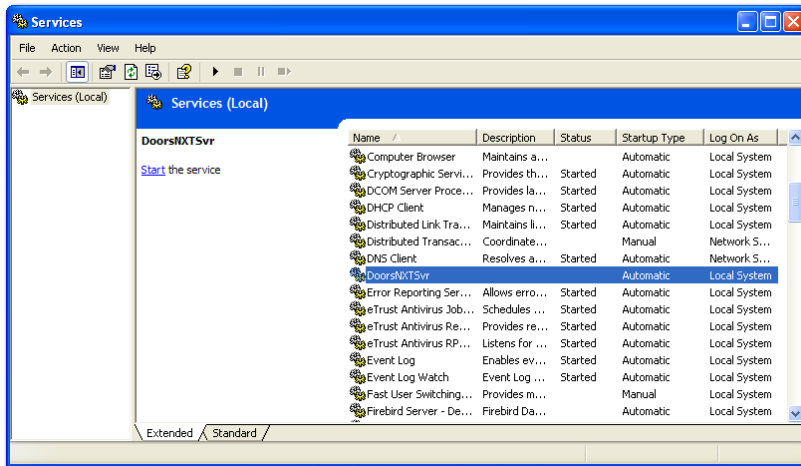 Services
File Action View Help
Services (Local)
Services (Local)
DoorsNXTSvr
Start the service
Name Description Status Startup Type Log On As
Computer Browser Maintains a... Automatic Local System
Cryptographic Servi... Provides th... Started Automatic Local System
DCOM Server Proce... Provides la... Started Automatic Local System
DHCP Client Manages n... Started Automatic Local System
Distributed Link Tra... Maintains li... Started Automatic Local System
Distributed Transac... Coordinate... Manual Network S...
DNS Client Resolves a... Started Automatic Network S...
DoorsNXTSvr Automatic Local System
Error Reporting Ser... Allows erro... Started Automatic Local System
eTrust Antivirus Job... Schedules ... Started Automatic Local System
eTrust Antivirus Re... Provides re... Started Automatic Local System
eTrust Antivirus RP... Listens for ... Started Automatic Local System
Event Log Enables ev... Started Automatic Local System
Event Log Watch Event Log ... Started Automatic Local System
Fast User Switching... Provides m... Manual Local System
Firebird Server - De... Firebird Da... Automatic Local System
Extended Standard